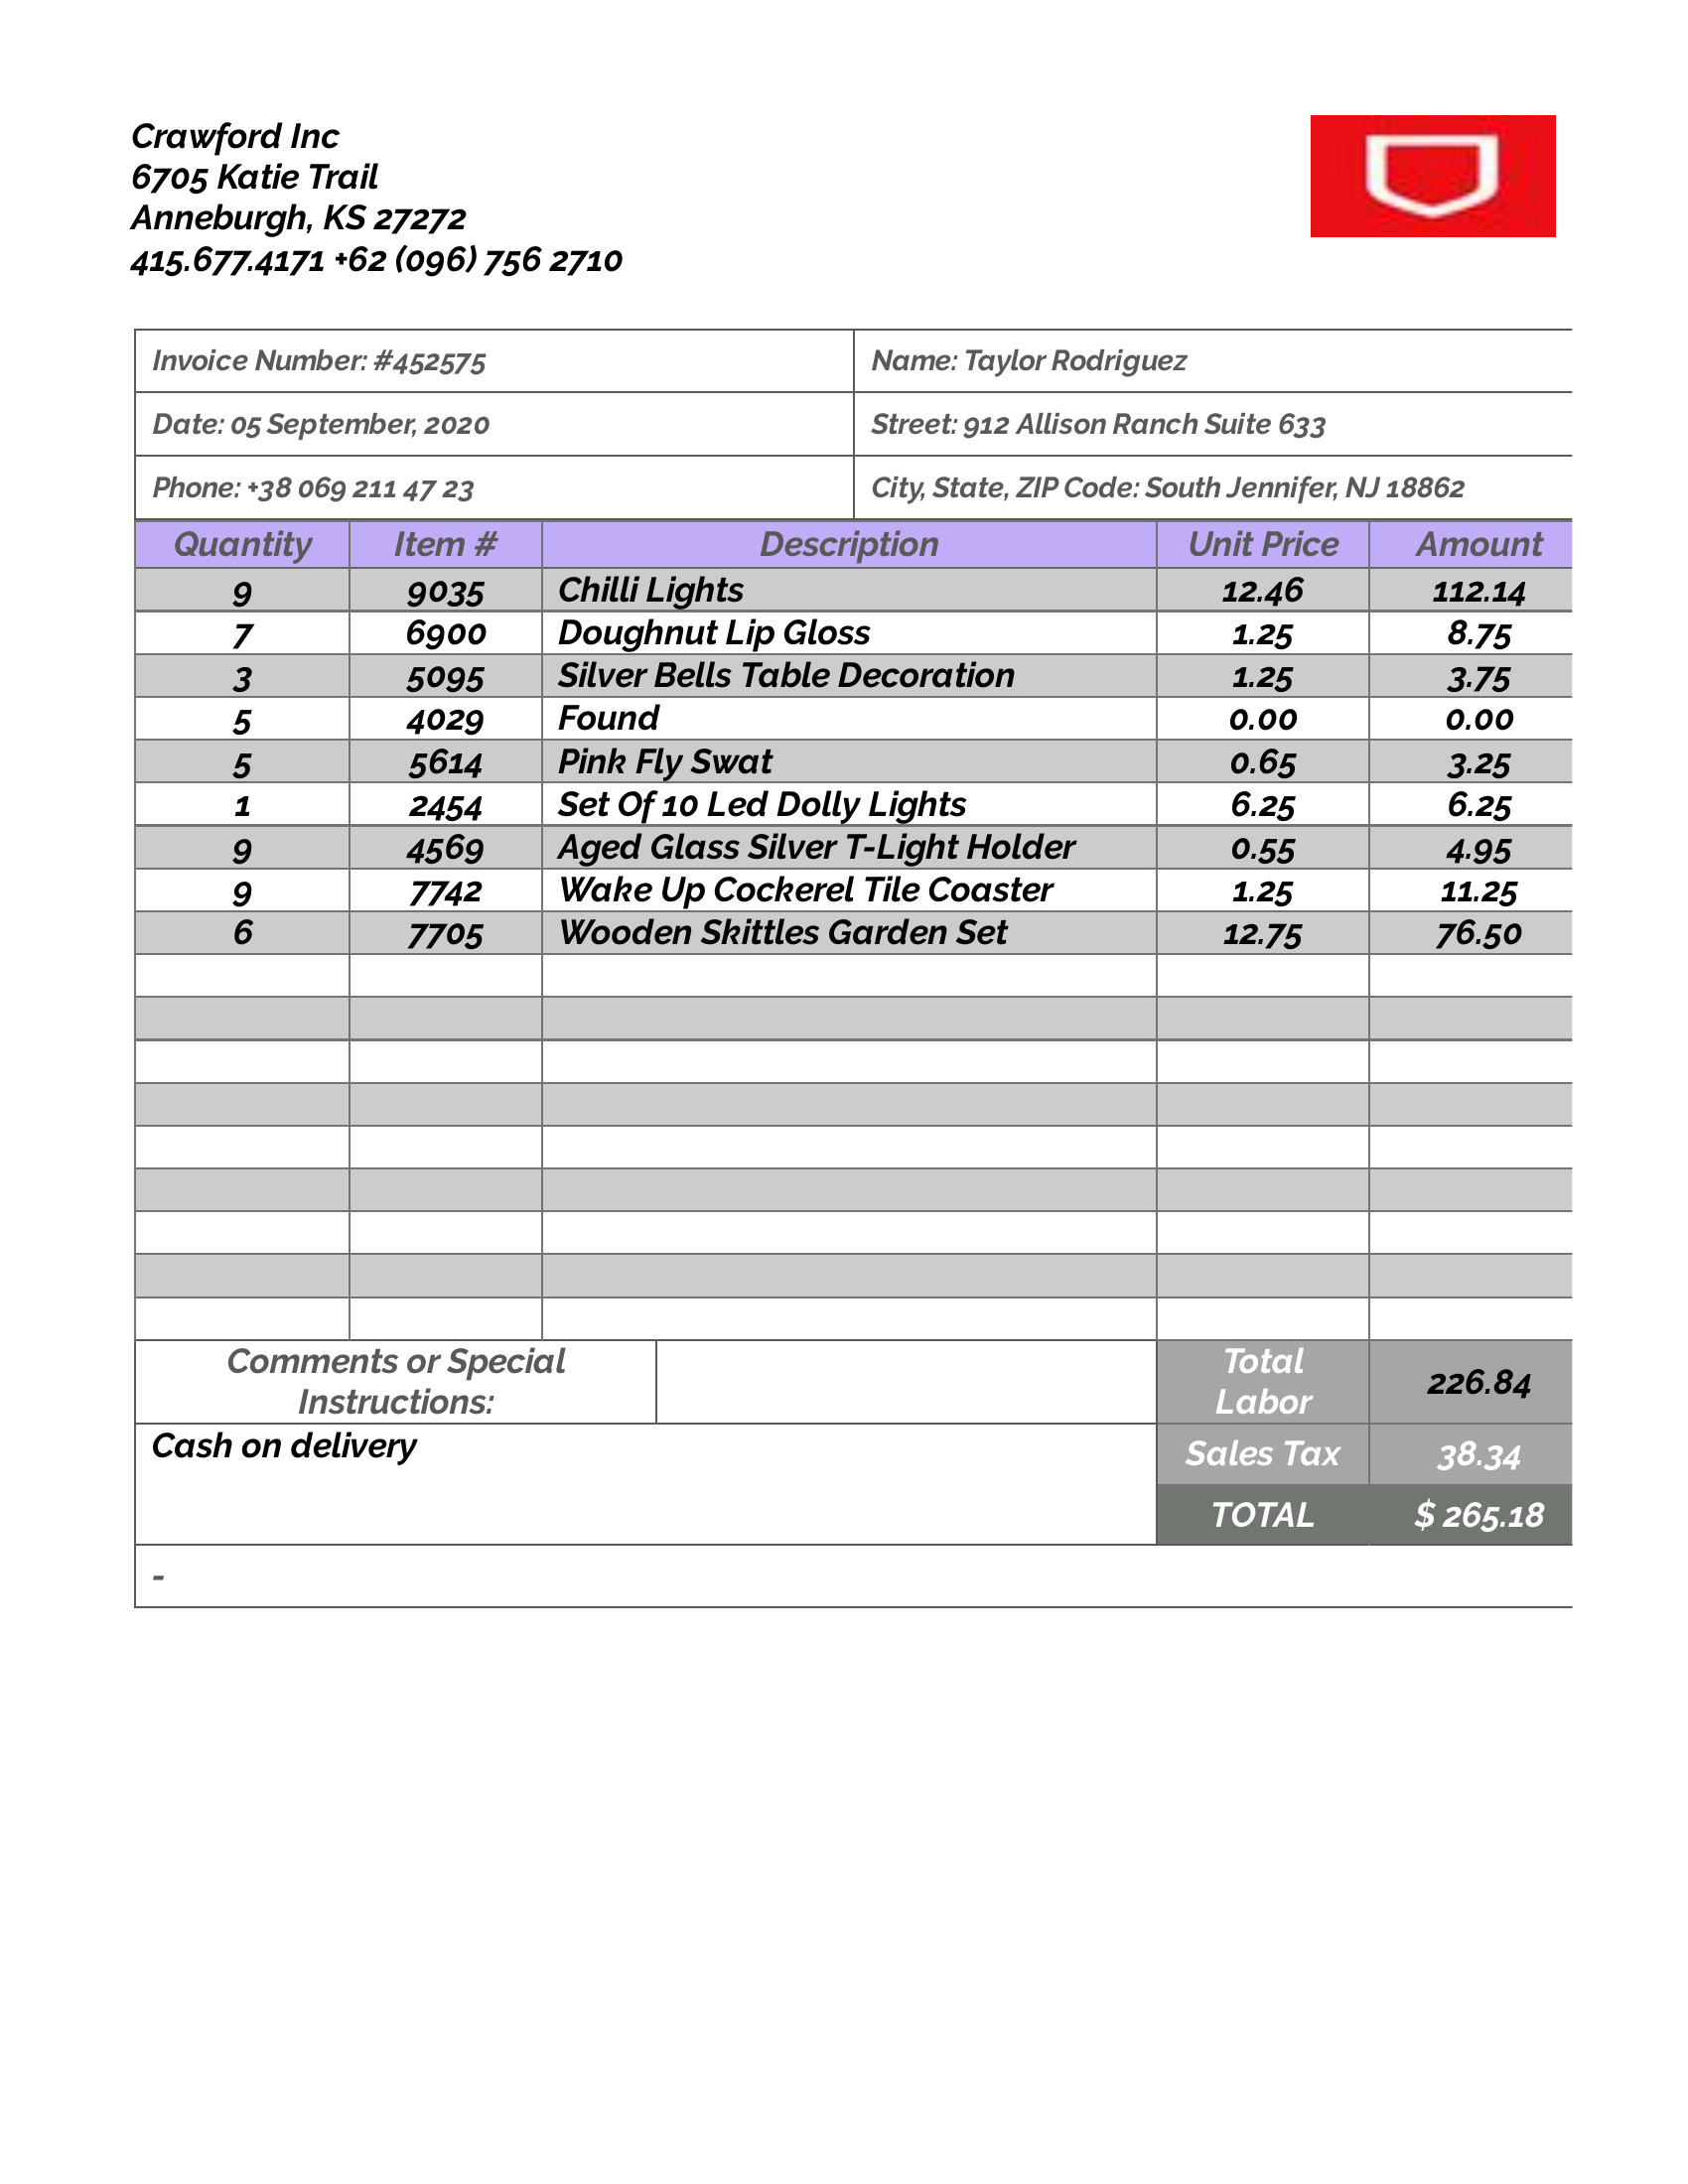 Crawford Inc
6705 Katie Trail
Anneburgh, KS 27272
415.677.4171 +62 (096) 756 2710
Invoice Number: #452575 Name: Taylor Rodriguez
Date: 05 September, 2020 Street: 912 Allison Ranch Suite 633
Phone: +38 069 211 47 23 City, State, ZIP Code: South Jennifer, NJ 18862
Quantity Item # Description Unit Price Amount
9 9035 Chilli Lights 12.46 112.14
7 6900 Doughnut Lip Gloss 1.25 8.75
3 5095 Silver Bells Table Decoration 1.25 3.75
5 4029 Found 0.00 0.00
5 5614 Pink Fly Swat 0.65 3.25
1 2454 Set Of 10 Led Dolly Lights 6.25 6.25
9 4569 Aged Glass Silver T-Light Holder 0.55 4.95
9 7742 Wake Up Cockerel Tile Coaster 1.25 11.25
6 7705 Wooden Skittles Garden Set 12.75 76.50
Comments or Special
Instructions:
Total
Labor
226.84
Cash on delivery
Sales Tax 38.34
TOTAL $ 265.18
-